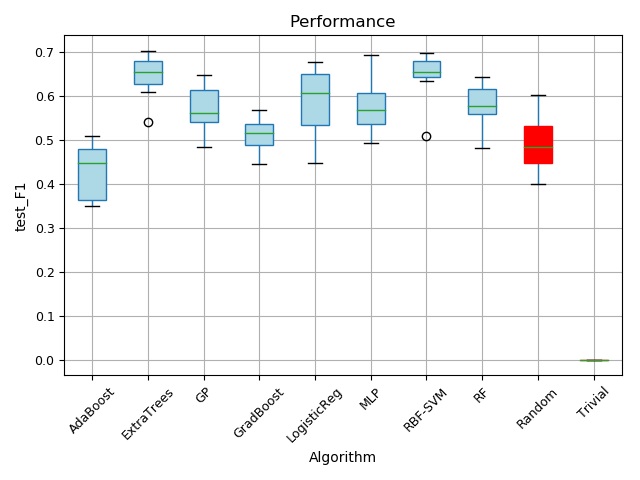 Performance
test_F1
0.7
0.6
0.5
0.4
0.3
0.2
0.1
0.0
AdaBoost
ExtraTrees
GP
GradBoost
LogisticReg
MLP
RBF-SVM
RF
Random
Trivial
Algorithm